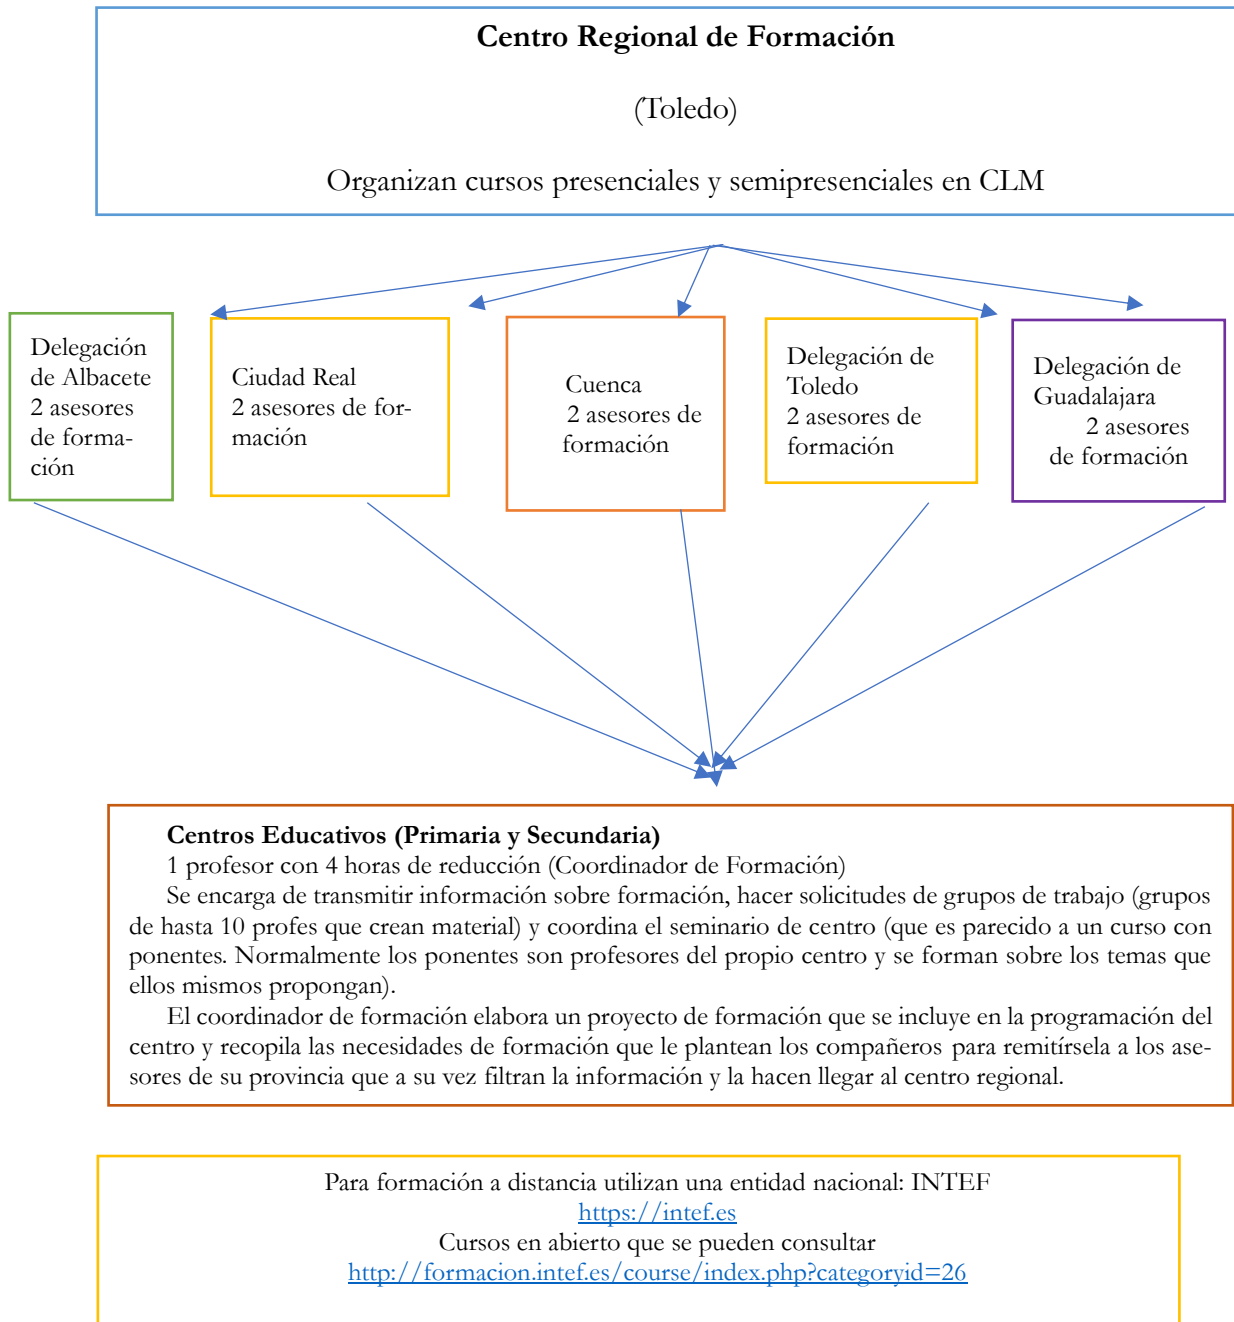 Centro Regional de Formación
(Toledo)
Organizan cursos presenciales y semipresenciales en CLM
Delegación
de Albacete
2 asesores
de forma-
ción
Ciudad Real
2 asesores de for-
mación
Cuenca
2 asesores de
formación
Delegación de
Toledo
2 asesores de
formación
Delegación de
Guadalajara
2 asesores
de formación
Centros Educativos (Primaria y Secundaria)
1 profesor con 4 horas de reducción (Coordinador de Formación)
Se encarga de transmitir información sobre formación, hacer solicitudes de grupos de trabajo (grupos
de hasta 10 profes que crean material) y coordina el seminario de centro (que es parecido a un curso con
ponentes. Normalmente los ponentes son profesores del propio centro y se forman sobre los temas que
ellos mismos propongan).
El coordinador de formación elabora un proyecto de formación que se incluye en la programación del
centro y recopila las necesidades de formación que le plantean los compañeros para remitírsela a los ase-
sores de su provincia que a su vez filtran la información y la hacen llegar al centro regional.
Para formación a distancia utilizan una entidad nacional: INTEF
https://intef.es
Cursos en abierto que se pueden consultar
http://formacion.intef.es/course/index.php?categoryid=26